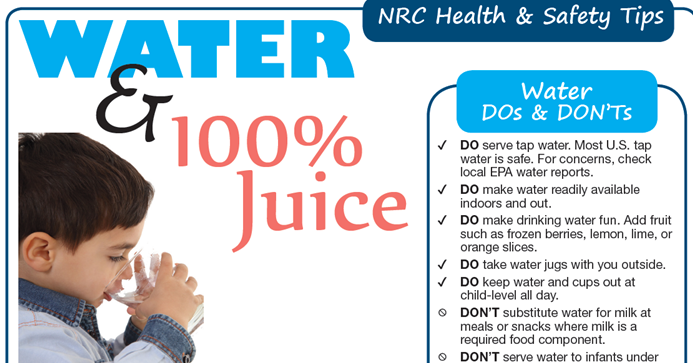 NRC Health & Safety Tips
WATER
&
100%
Juice
Water
DOs & DON'Ts
✓ DO serve tap water. Most U.S. tap
water is safe. For concerns, check
local EPA water reports.
✓ DO make water readily available
indoors and out.
✓ DO make drinking water fun. Add fruit
such as frozen berries, lemon, lime, or
orange slices.
✓ DO take water jugs with you outside.
✓ DO keep water and cups out at
child-level all day.
⊘ DON'T substitute water for milk at
meals or snacks where milk is a
required food component.
⊘ DON'T serve water to infants under